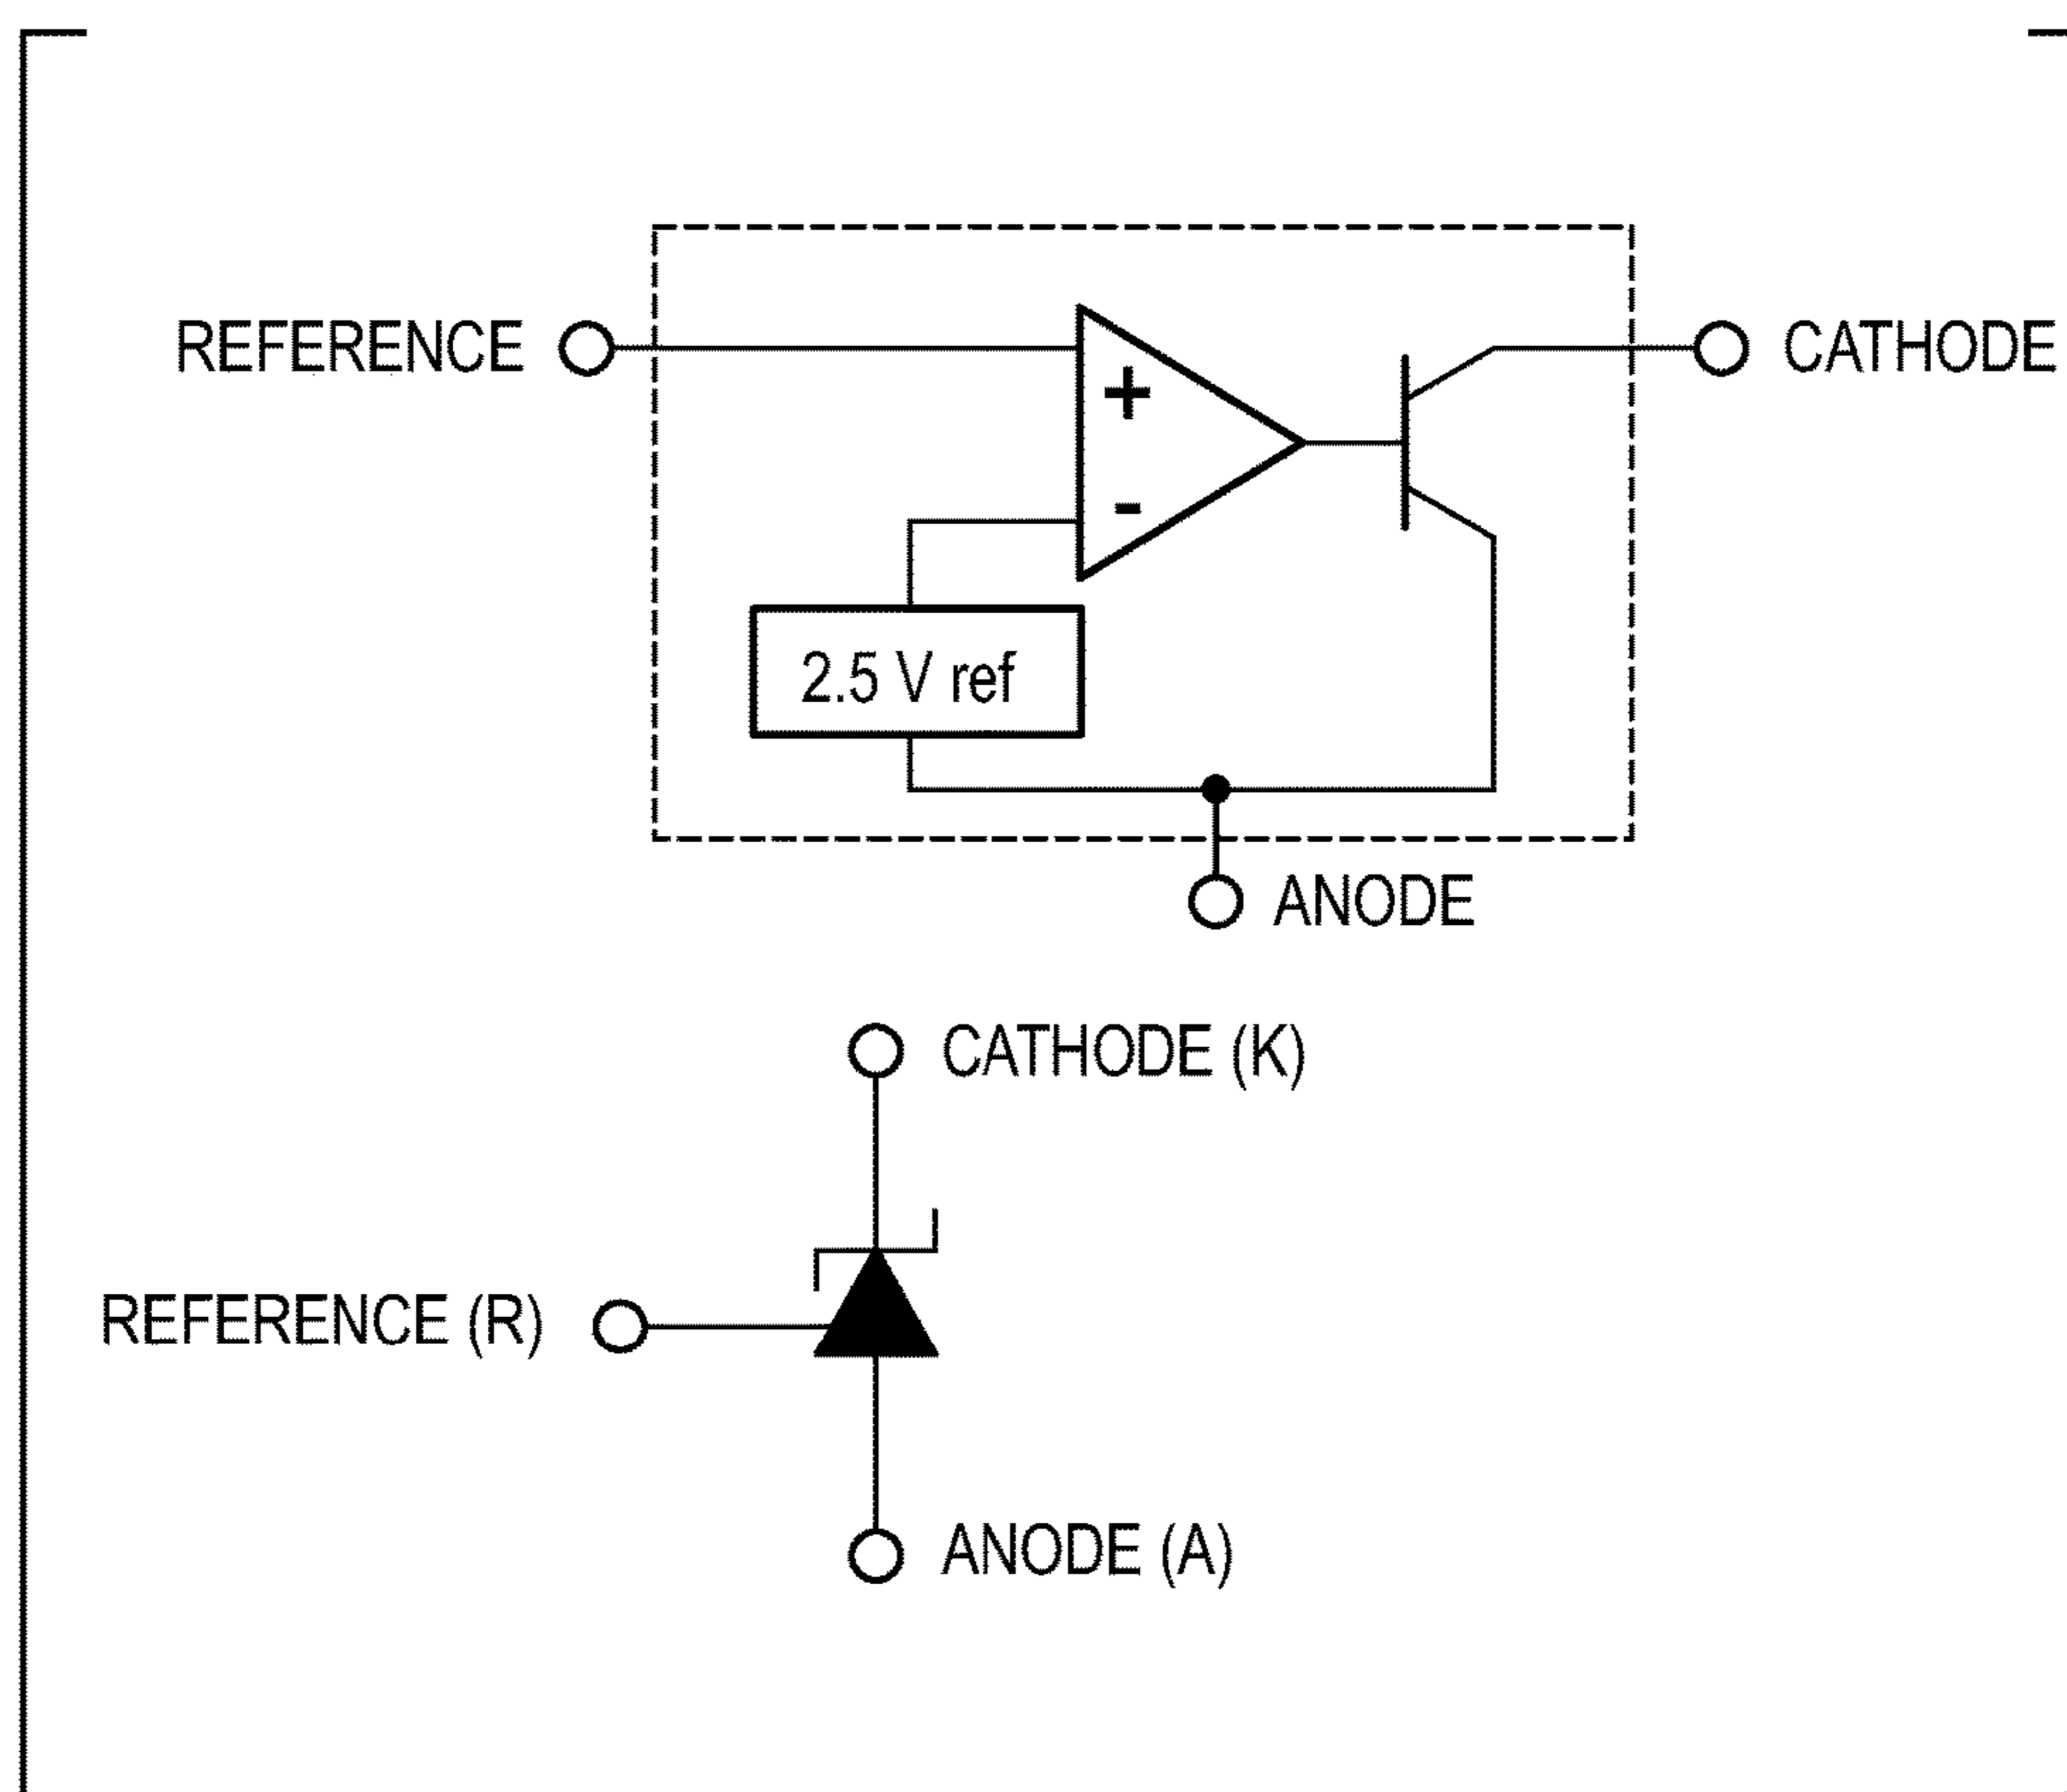 REFERENCE
CATHODE
+
-
2.5 V ref
ANODE
CATHODE (K)
REFERENCE (R)
ANODE (A)